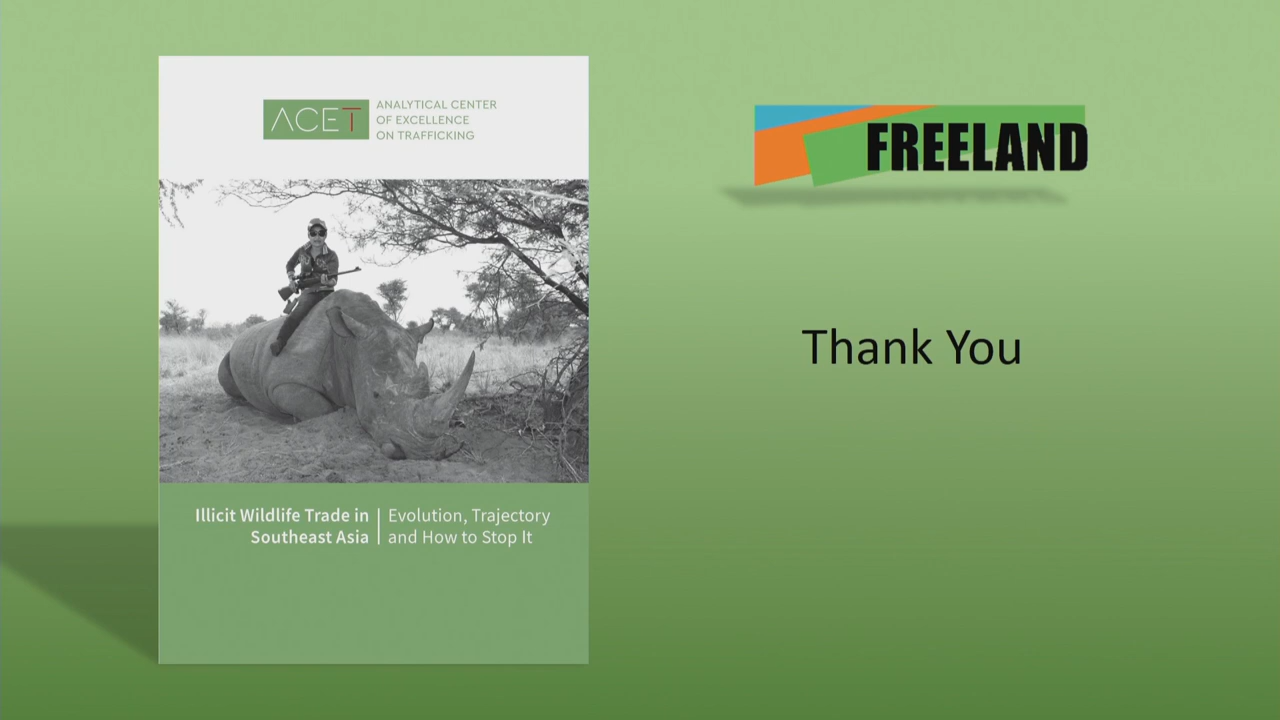 ACET
ANALYTICAL CENTER
OF EXCELLENCE
ON TRAFFICKING
Illicit Wildlife Trade in
Southeast Asia
Evolution, Trajectory
and How to Stop It
FREELAND
Thank You